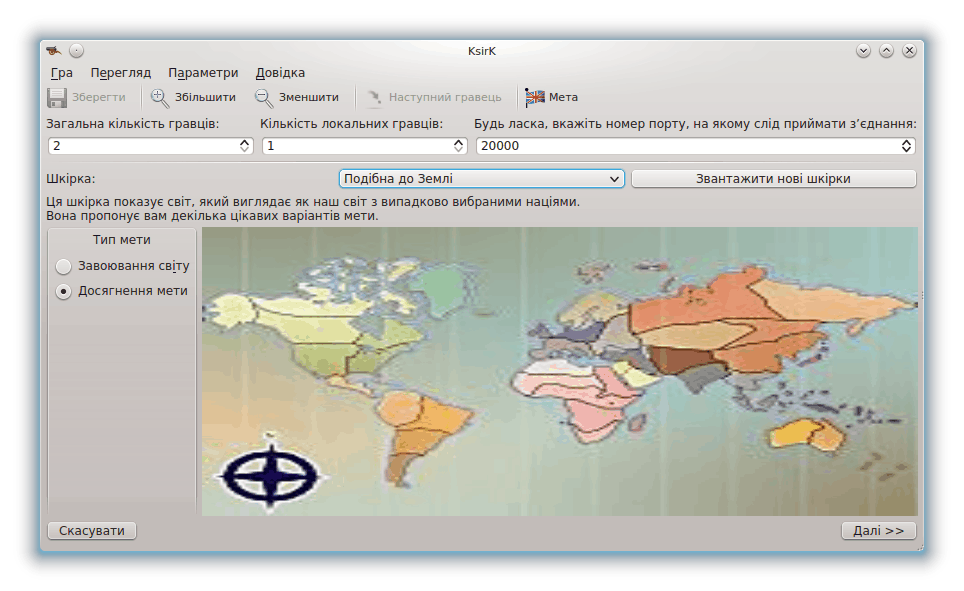 KsirK
Гра Перегляд Параметри Довідка
Зберегти Збільшити Зменшити Наступний гравець Мета
Загальна кількість гравців: Кількість локальних гравців: Будь ласка, вкажіть номер порту, на якому слід приймати з’єднання:
2 1 20000
Шкірка: Подібна до Землі Звантажити нові шкірки
Ця шкірка показує світ, який виглядає як наш світ з випадково вибраними націями.
Вона пропонує вам декілька цікавих варіантів мети.
Тип мети
Завоювання світу
Досягнення мети
Скасувати Далі >>